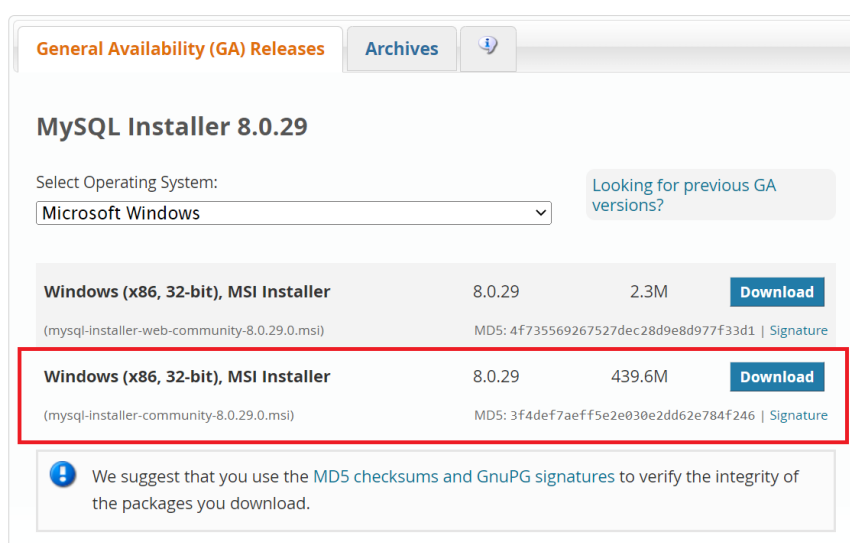 General Availability (GA) Releases
Archives
MySQL Installer 8.0.29
Select Operating System:
Looking for previous GA
versions?
Microsoft Windows
Windows (x86, 32-bit), MSI Installer 8.0.29 2.3M Download
(mysql-installer-web-community-8.0.29.0.msi) MD5: 4f735569267527dec28d9e8d977f33d1 | Signature
Windows (x86, 32-bit), MSI Installer 8.0.29 439.6M Download
(mysql-installer-community-8.0.29.0.msi) MD5: 3f4def7aeff5e2e030e2dd62e784f246 | Signature
We suggest that you use the MD5 checksums and GnuPG signatures to verify the integrity of
the packages you download.